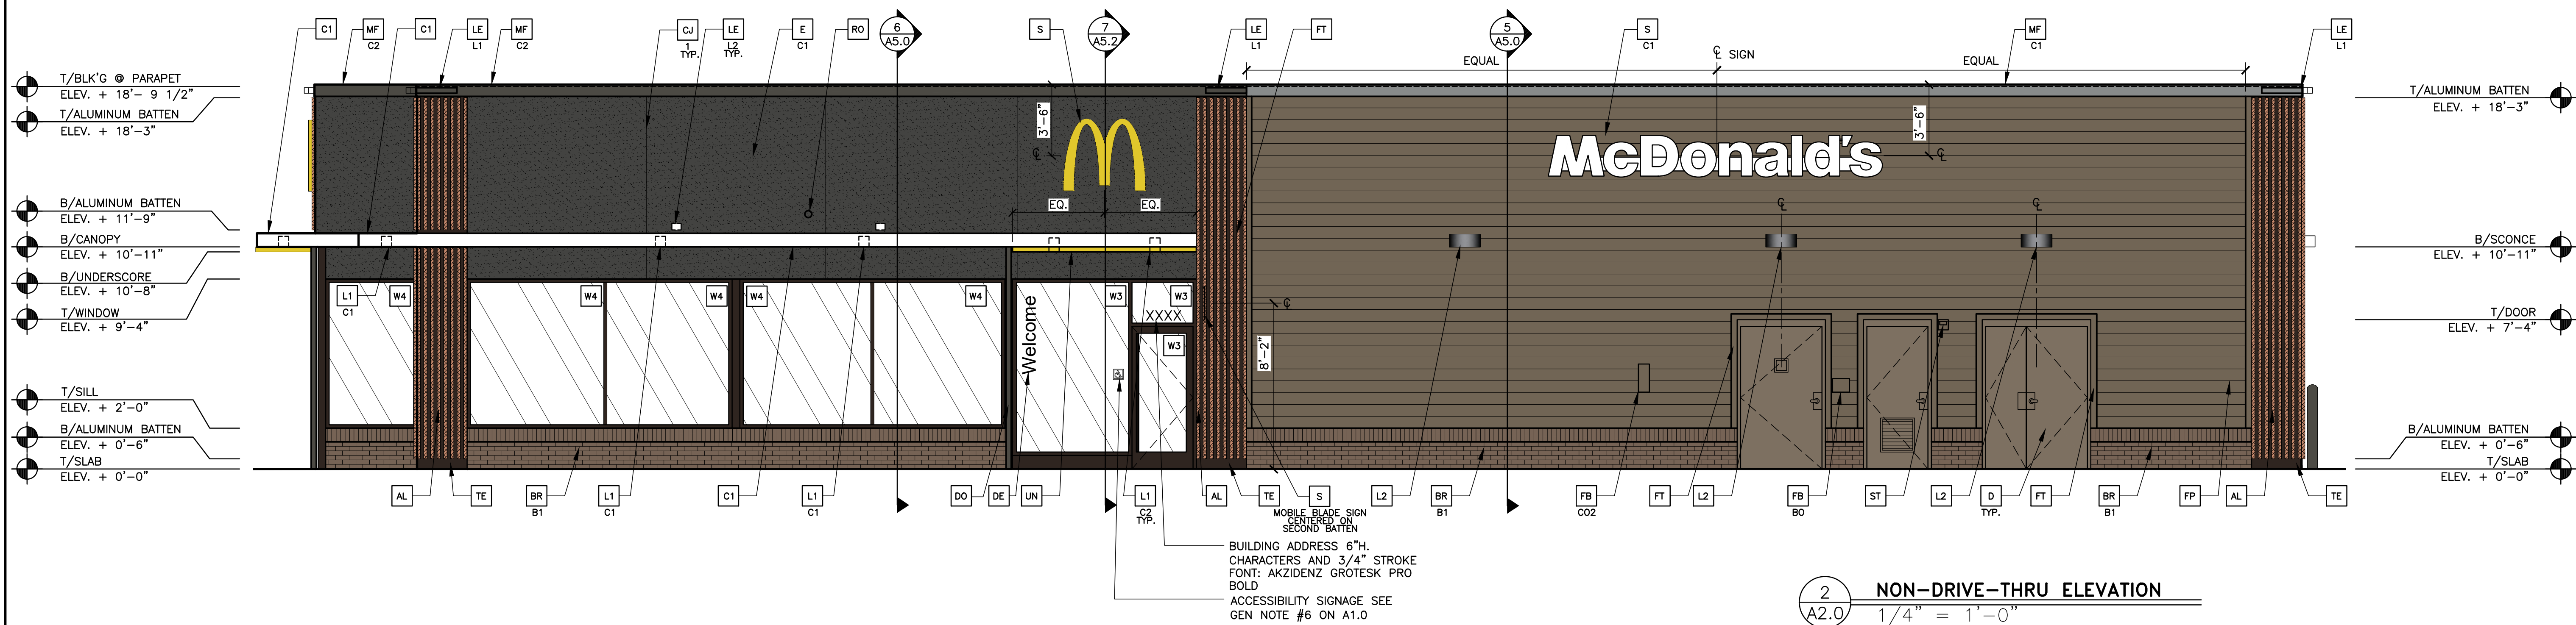 C1
MF
C2
C1
LE
L1
MF
C2
CJ
1
TYP.
LE
L2
TYP.
E
C1
RO
6
A5.0
S
7
A5.2
LE
L1
FT
5
A5.0
S
C1
MF
C1
LE
L1
EQUAL
℄ SIGN
EQUAL
T/BLK'G @ PARAPET
ELEV. + 18'- 9 1/2"
T/ALUMINUM BATTEN
ELEV. + 18'-3"
B/ALUMINUM BATTEN
ELEV. + 11'-9"
B/CANOPY
ELEV. + 10'-11"
B/UNDERSCORE
ELEV. + 10'-8"
T/WINDOW
ELEV. + 9'-4"
T/SILL
ELEV. + 2'-0"
B/ALUMINUM BATTEN
ELEV. + 0'-6"
T/SLAB
ELEV. + 0'-0"
3'-6"
℄
EQ.
EQ.
McDonald's
3'-6"
℄
℄
℄
L1
C1
W4
W4
W4
W4
W4
Welcome
W3
W3
XXXX
W3
℄
8'-2"
T/ALUMINUM BATTEN
ELEV. + 18'-3"
B/SCONCE
ELEV. + 10'-11"
T/DOOR
ELEV. + 7'-4"
B/ALUMINUM BATTEN
ELEV. + 0'-6"
T/SLAB
ELEV. + 0'-0"
AL
TE
BR
B1
L1
C1
C1
L1
C1
DO
DE
UN
L1
C2
TYP.
AL
TE
S
MOBILE BLADE SIGN
CENTERED ON
SECOND BATTEN
L2
BR
B1
FB
CO2
FT
L2
FB
BO
ST
L2
D
TYP.
FT
BR
B1
FP
AL
TE
BUILDING ADDRESS 6"H.
CHARACTERS AND 3/4" STROKE
FONT: AKZIDENZ GROTESK PRO
BOLD
ACCESSIBILITY SIGNAGE SEE
GEN NOTE #6 ON A1.0
2
A2.0
NON-DRIVE-THRU ELEVATION
1/4" = 1'-0"